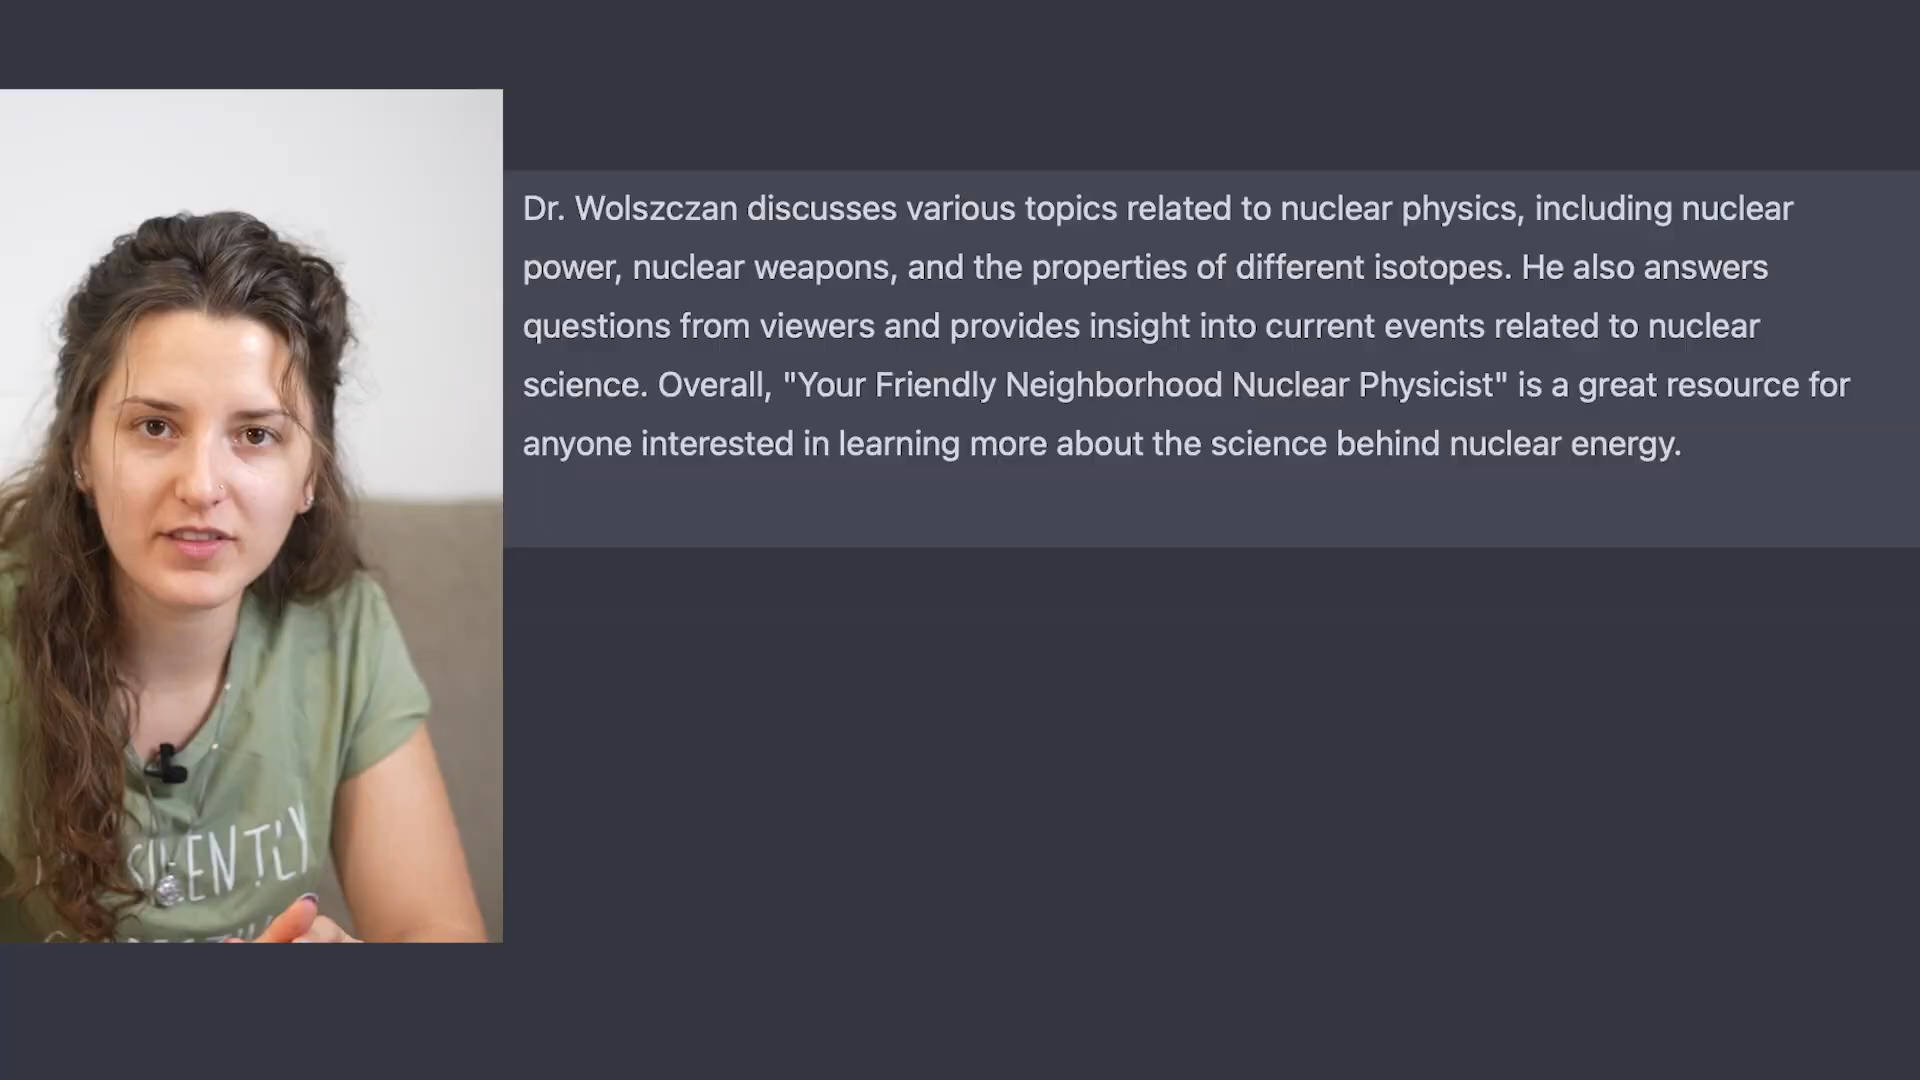 Dr. Wolszczan discusses various topics related to nuclear physics, including nuclear
power, nuclear weapons, and the properties of different isotopes. He also answers
questions from viewers and provides insight into current events related to nuclear
science. Overall, "Your Friendly Neighborhood Nuclear Physicist" is a great resource for
anyone interested in learning more about the science behind nuclear energy.
SILENTLY